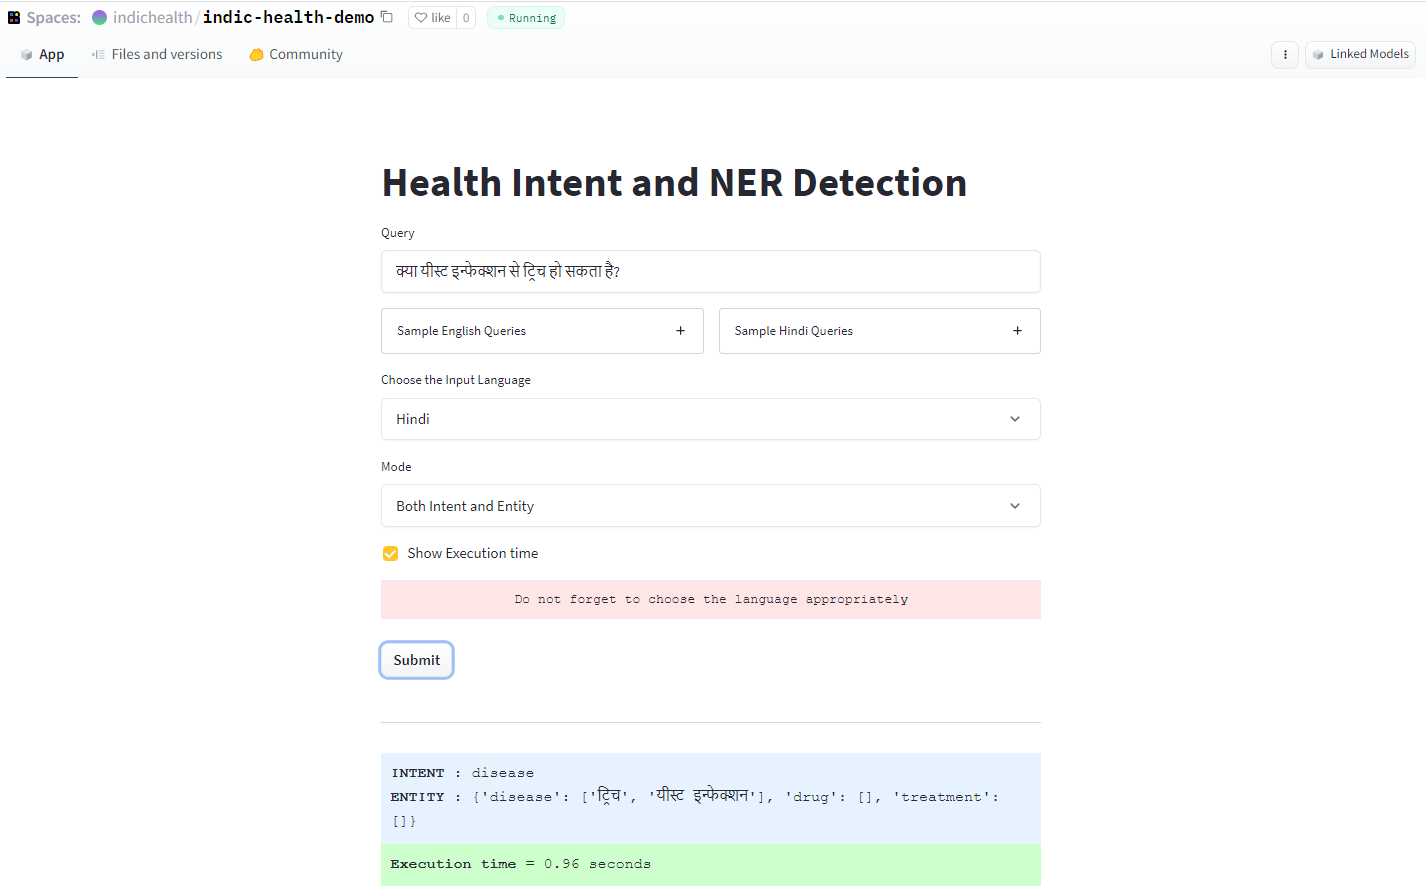 Spaces: indichealth/indic-health-demo like 0 Running
App Files and versions Community Linked Models
Health Intent and NER Detection
Query
क्या यीस्ट इन्फेक्शन से ट्रिच हो सकता है?
Sample English Queries + Sample Hindi Queries +
Choose the Input Language
Hindi
Mode
Both Intent and Entity
Show Execution time
Do not forget to choose the language appropriately
Submit
INTENT : disease
ENTITY : {'disease': ['ट्रिच', 'यीस्ट इन्फेक्शन'], 'drug': [], 'treatment':
[]}
Execution time = 0.96 seconds